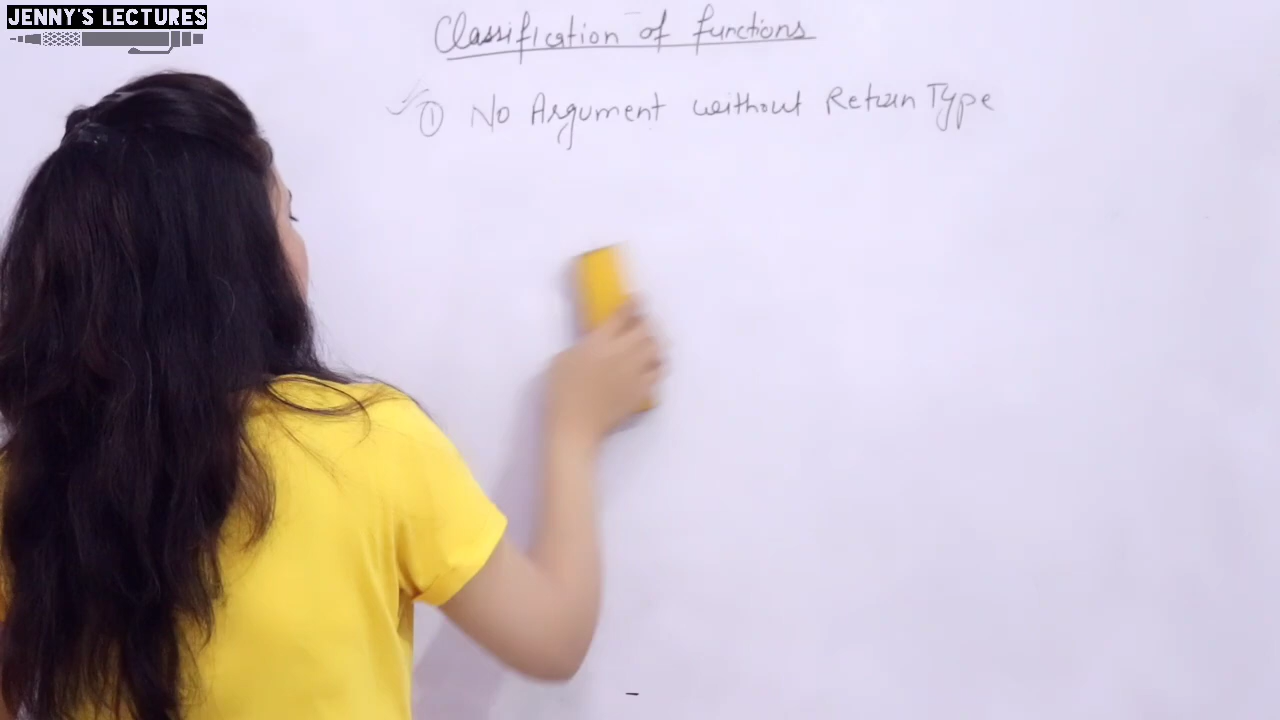 JENNY'S LECTURES
Classification of functions
① No Argument without Return Type